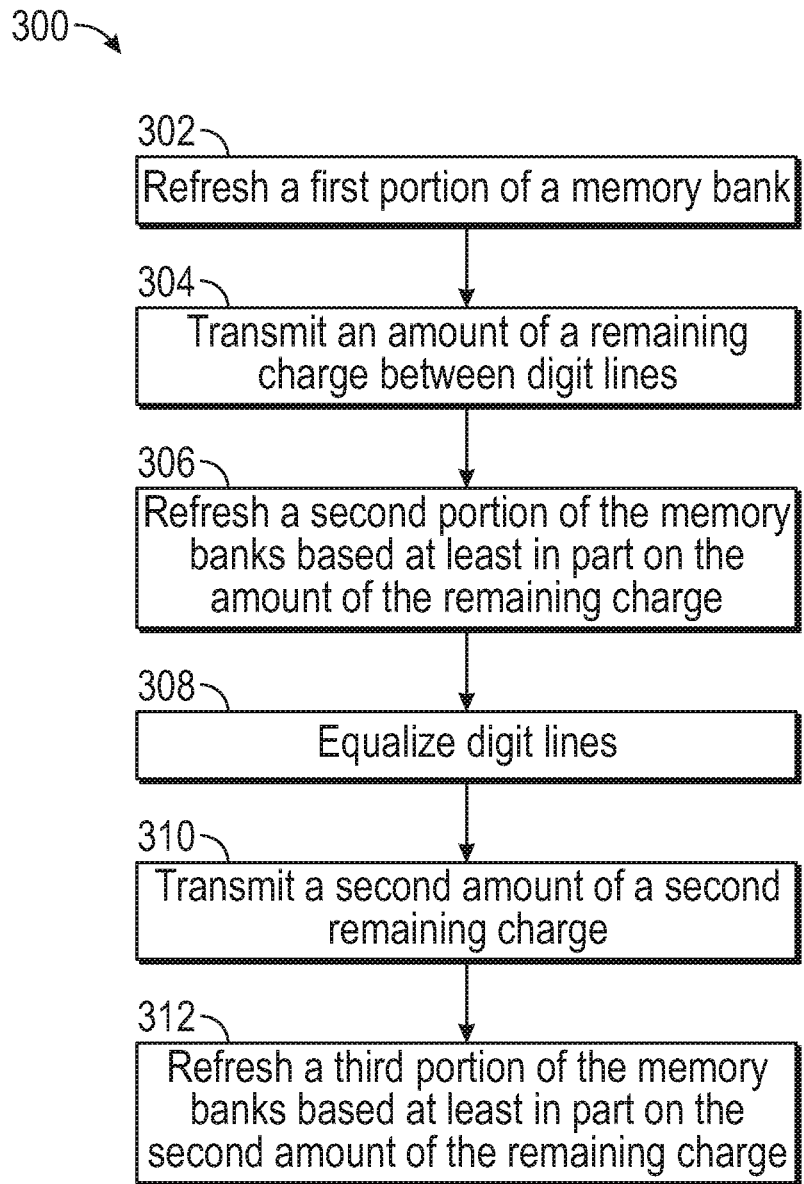 300
302
Refresh a first portion of a memory bank
304
Transmit an amount of a remaining
charge between digit lines
306
Refresh a second portion of the memory
banks based at least in part on the
amount of the remaining charge
308
Equalize digit lines
310
Transmit a second amount of a second
remaining charge
312
Refresh a third portion of the memory
banks based at least in part on the
second amount of the remaining charge